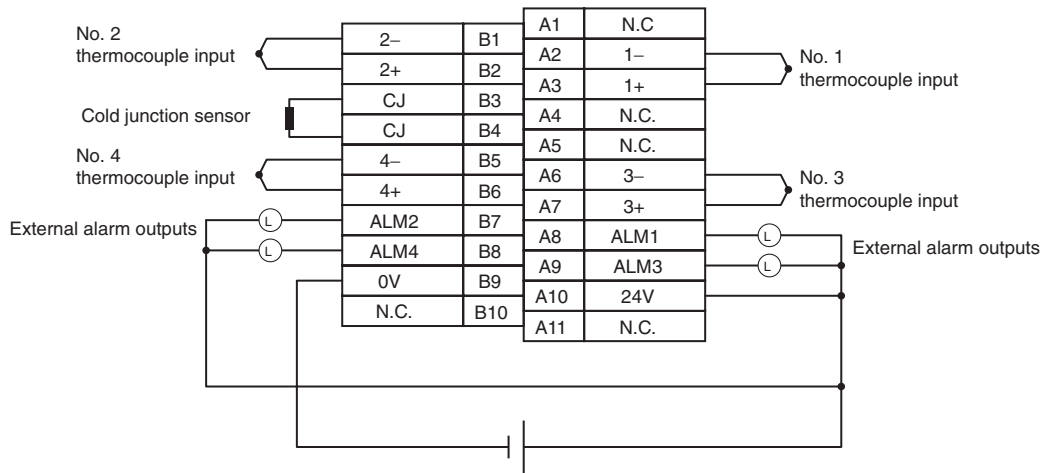 No. 2
thermocouple input
Cold junction sensor
No. 4
thermocouple input
External alarm outputs
2– B1
2+ B2
CJ B3
CJ B4
4– B5
4+ B6
ALM2 B7
ALM4 B8
0V B9
N.C. B10
L
L
A1 N.C
A2 1–
A3 1+
A4 N.C.
A5 N.C.
A6 3–
A7 3+
A8 ALM1
A9 ALM3
A10 24V
A11 N.C.
L
L
No. 1
thermocouple input
No. 3
thermocouple input
External alarm outputs